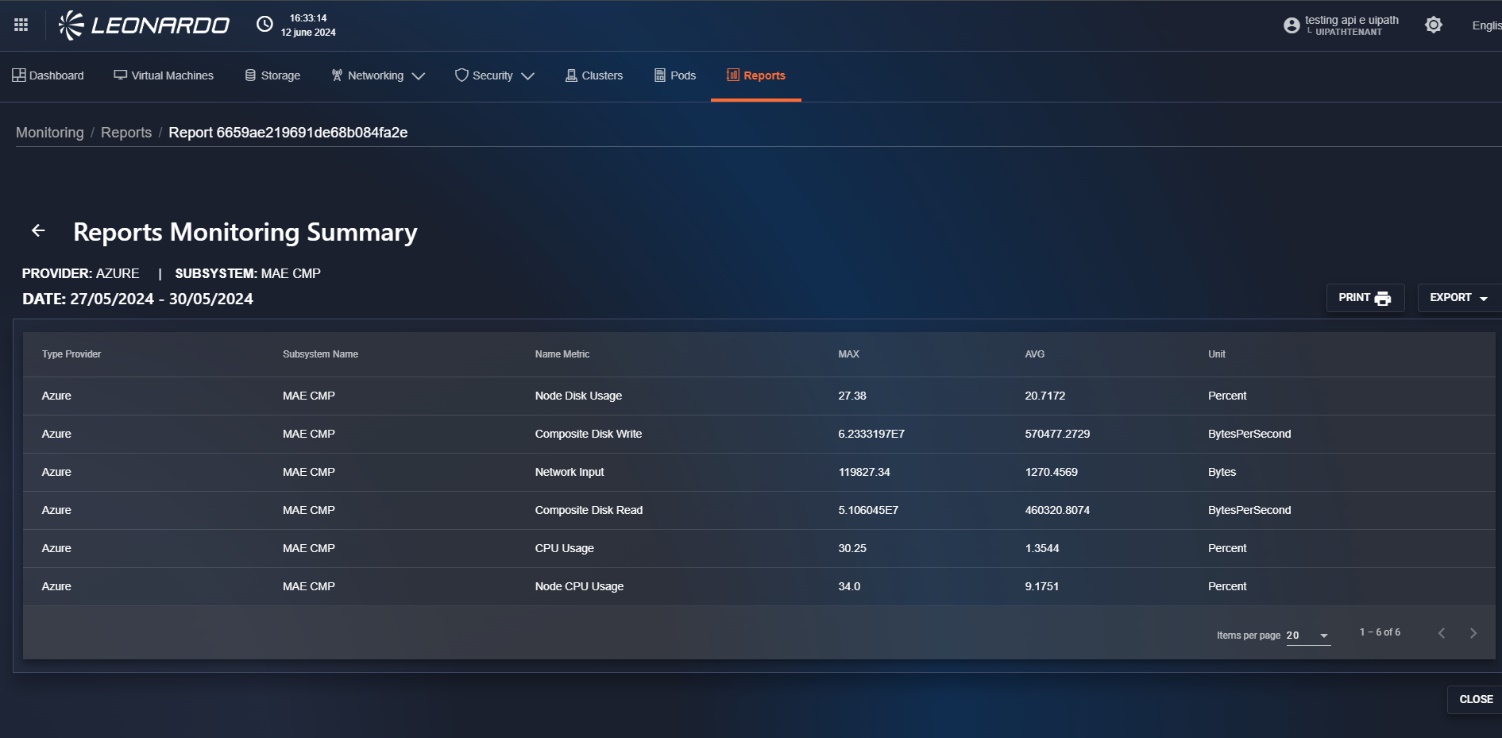 LEONARDO
16:33:14
12 june 2024
testing api e uipath
UIPATHTENANT
Englis
Dashboard Virtual Machines Storage Networking Security Clusters Pods Reports
Monitoring / Reports / Report 6659ae219691de68b084fa2e
Reports Monitoring Summary
PROVIDER: AZURE | SUBSYSTEM: MAE CMP
DATE: 27/05/2024 - 30/05/2024
PRINT EXPORT
Type Provider Subsystem Name Name Metric MAX AVG Unit
Azure MAE CMP Node Disk Usage 27.38 20.7172 Percent
Azure MAE CMP Composite Disk Write 6.2333197E7 570477.2729 BytesPerSecond
Azure MAE CMP Network Input 119827.34 1270.4569 Bytes
Azure MAE CMP Composite Disk Read 5.106045E7 460320.8074 BytesPerSecond
Azure MAE CMP CPU Usage 30.25 1.3544 Percent
Azure MAE CMP Node CPU Usage 34.0 9.1751 Percent
Items per page 20 1 – 6 of 6
CLOSE